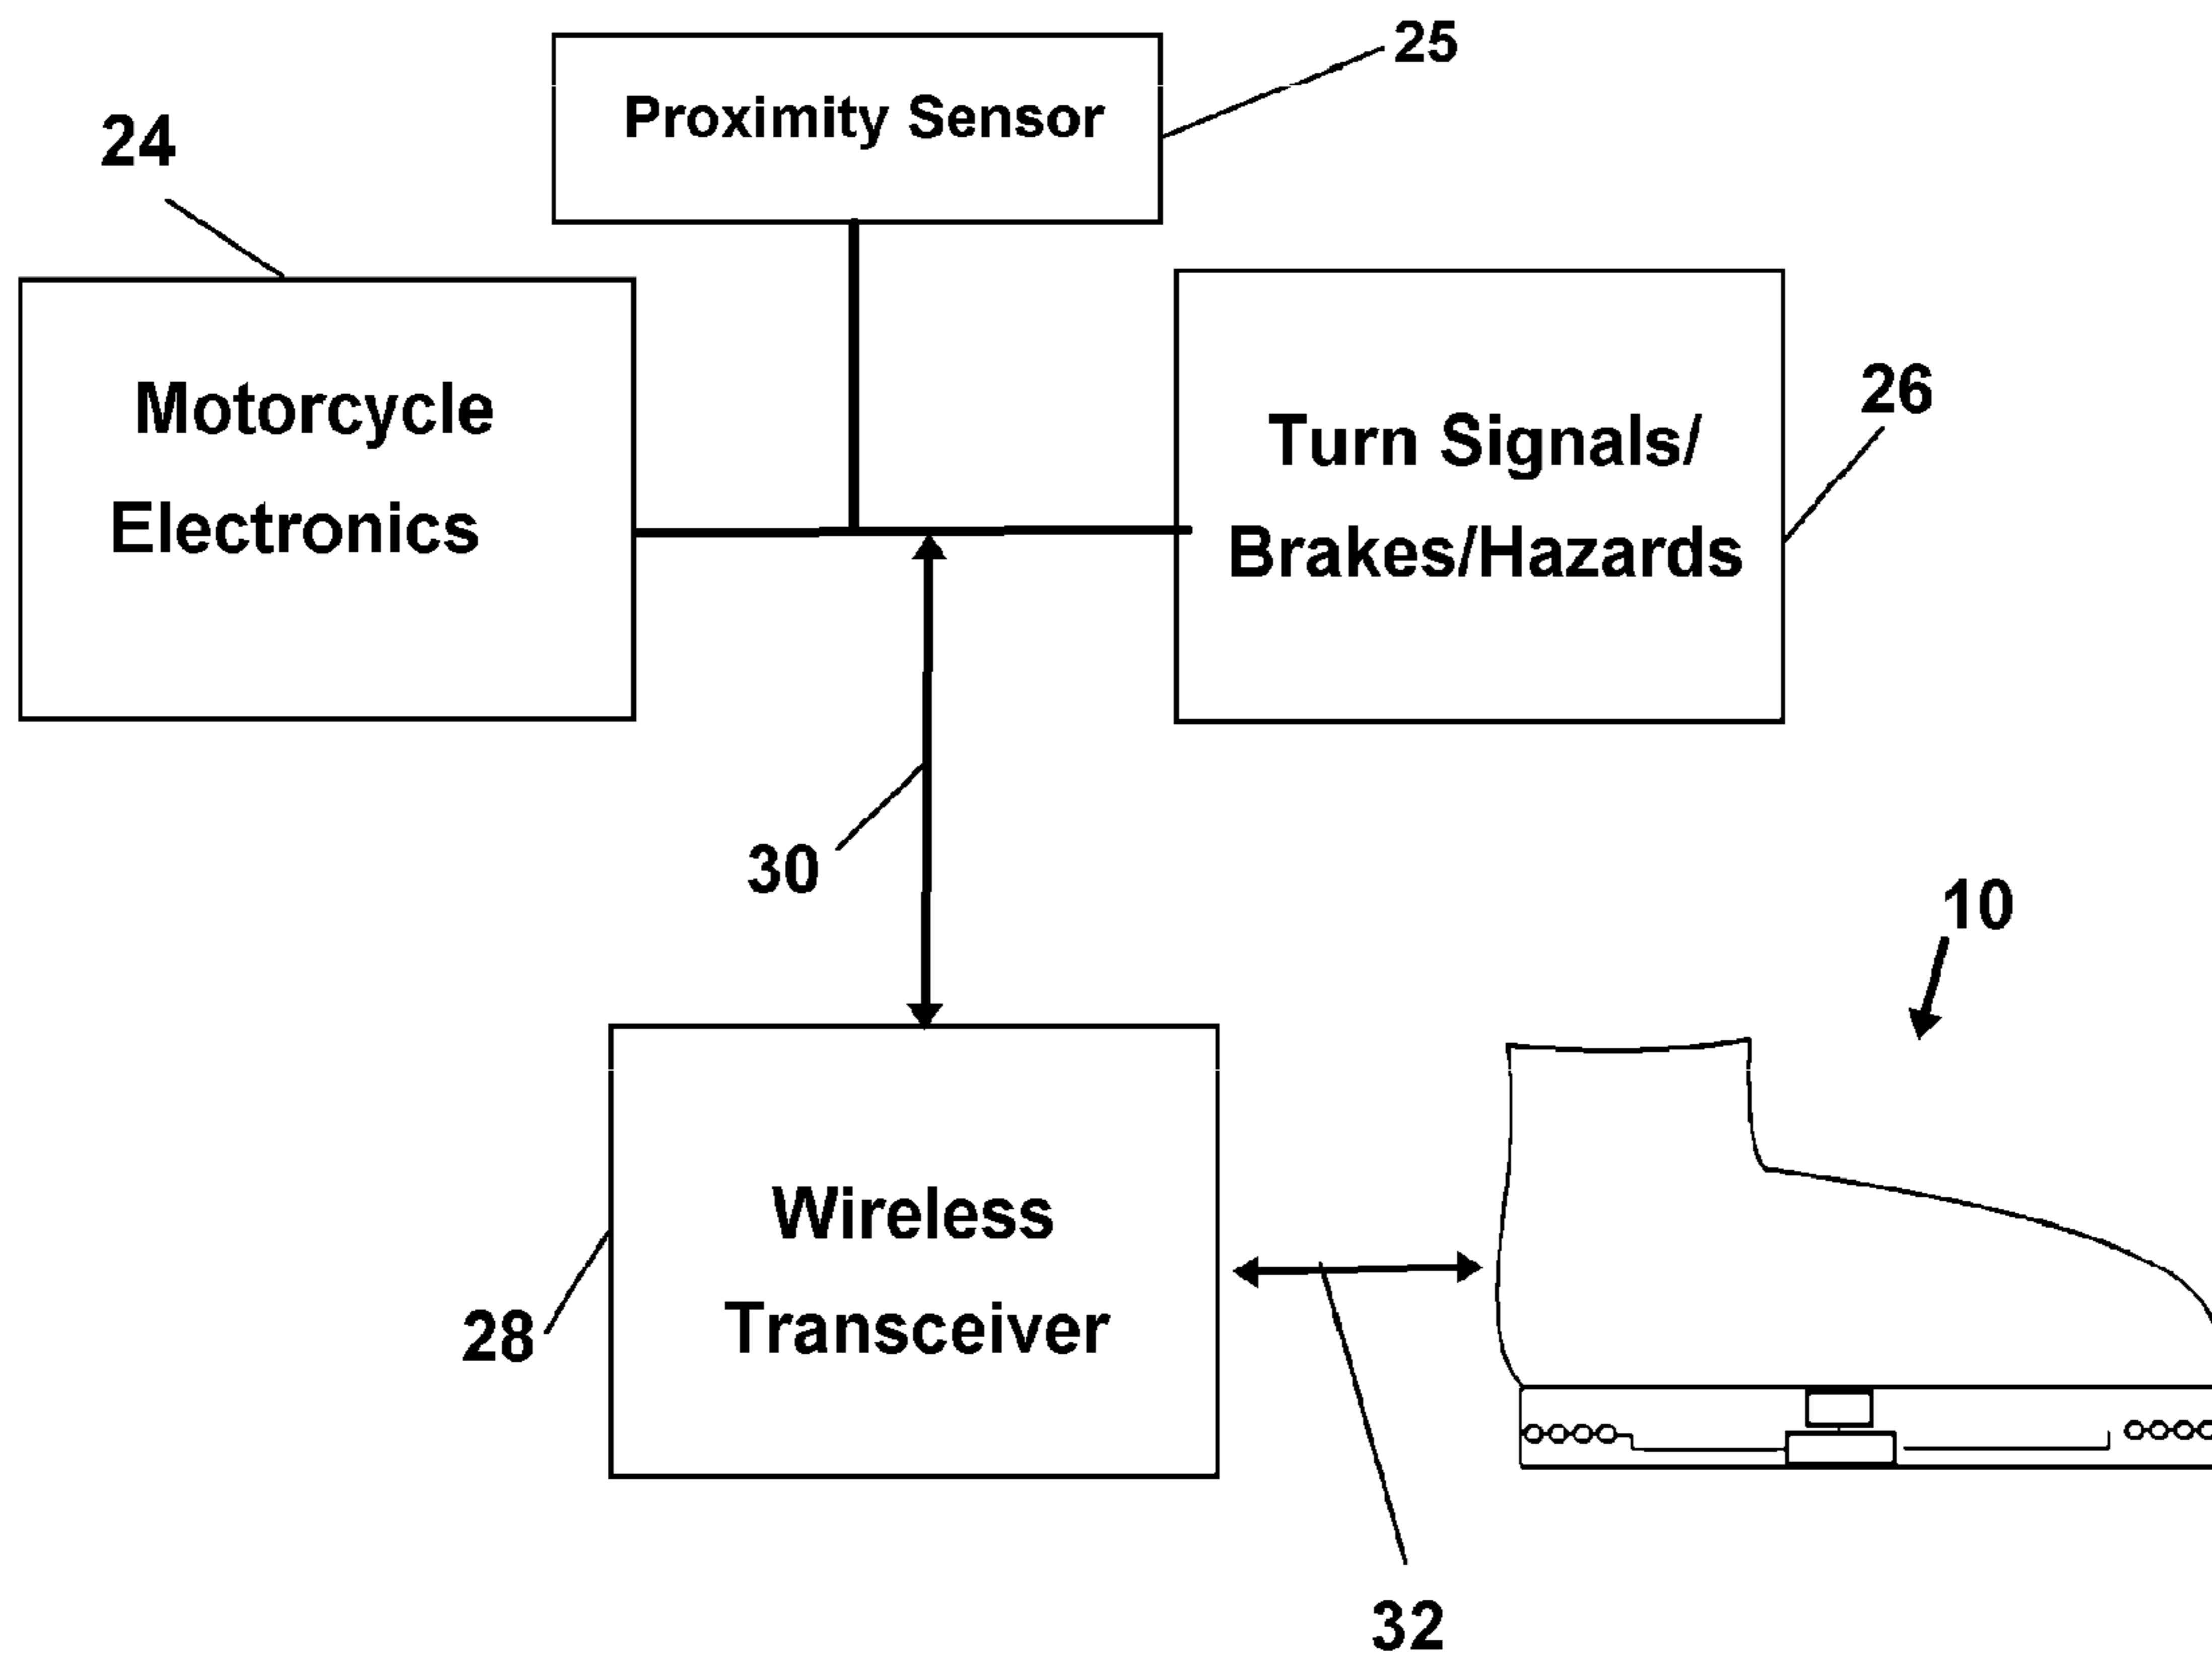 25
Proximity Sensor
24
Motorcycle
Electronics
Turn Signals/
Brakes/Hazards
26
30
10
Wireless
Transceiver
28
32